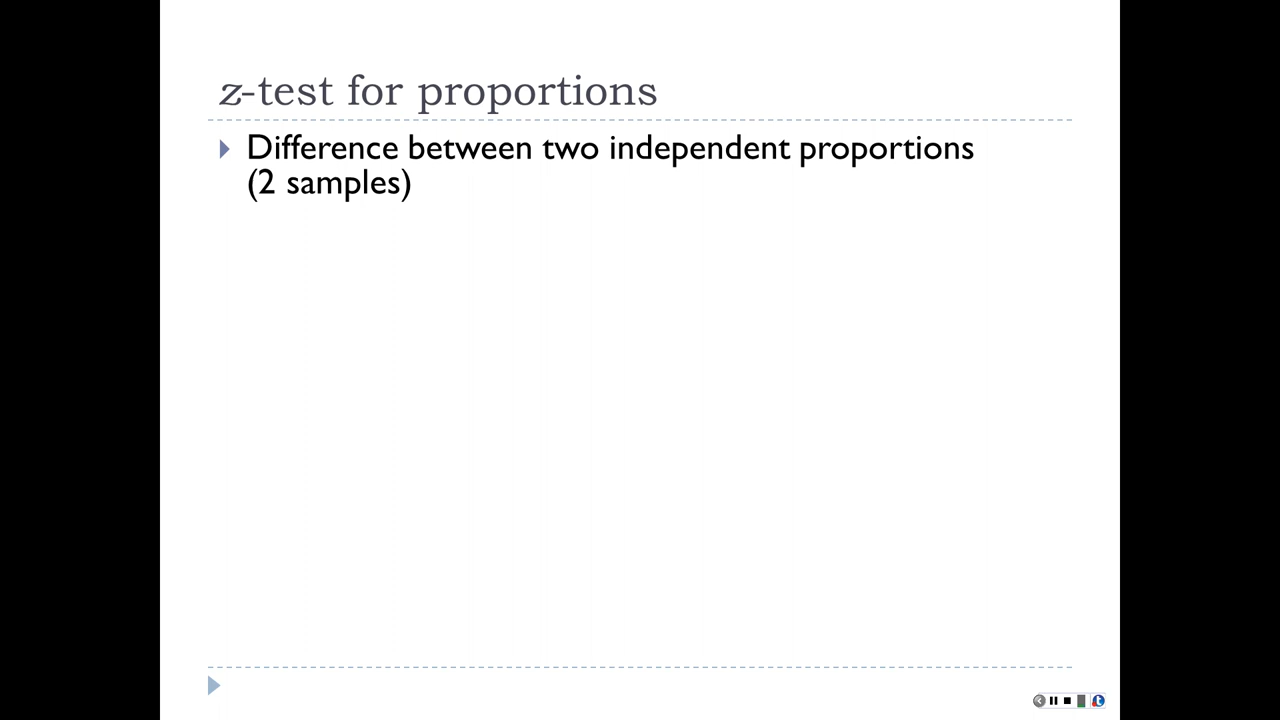 z-test for proportions
Difference between two independent proportions
(2 samples)